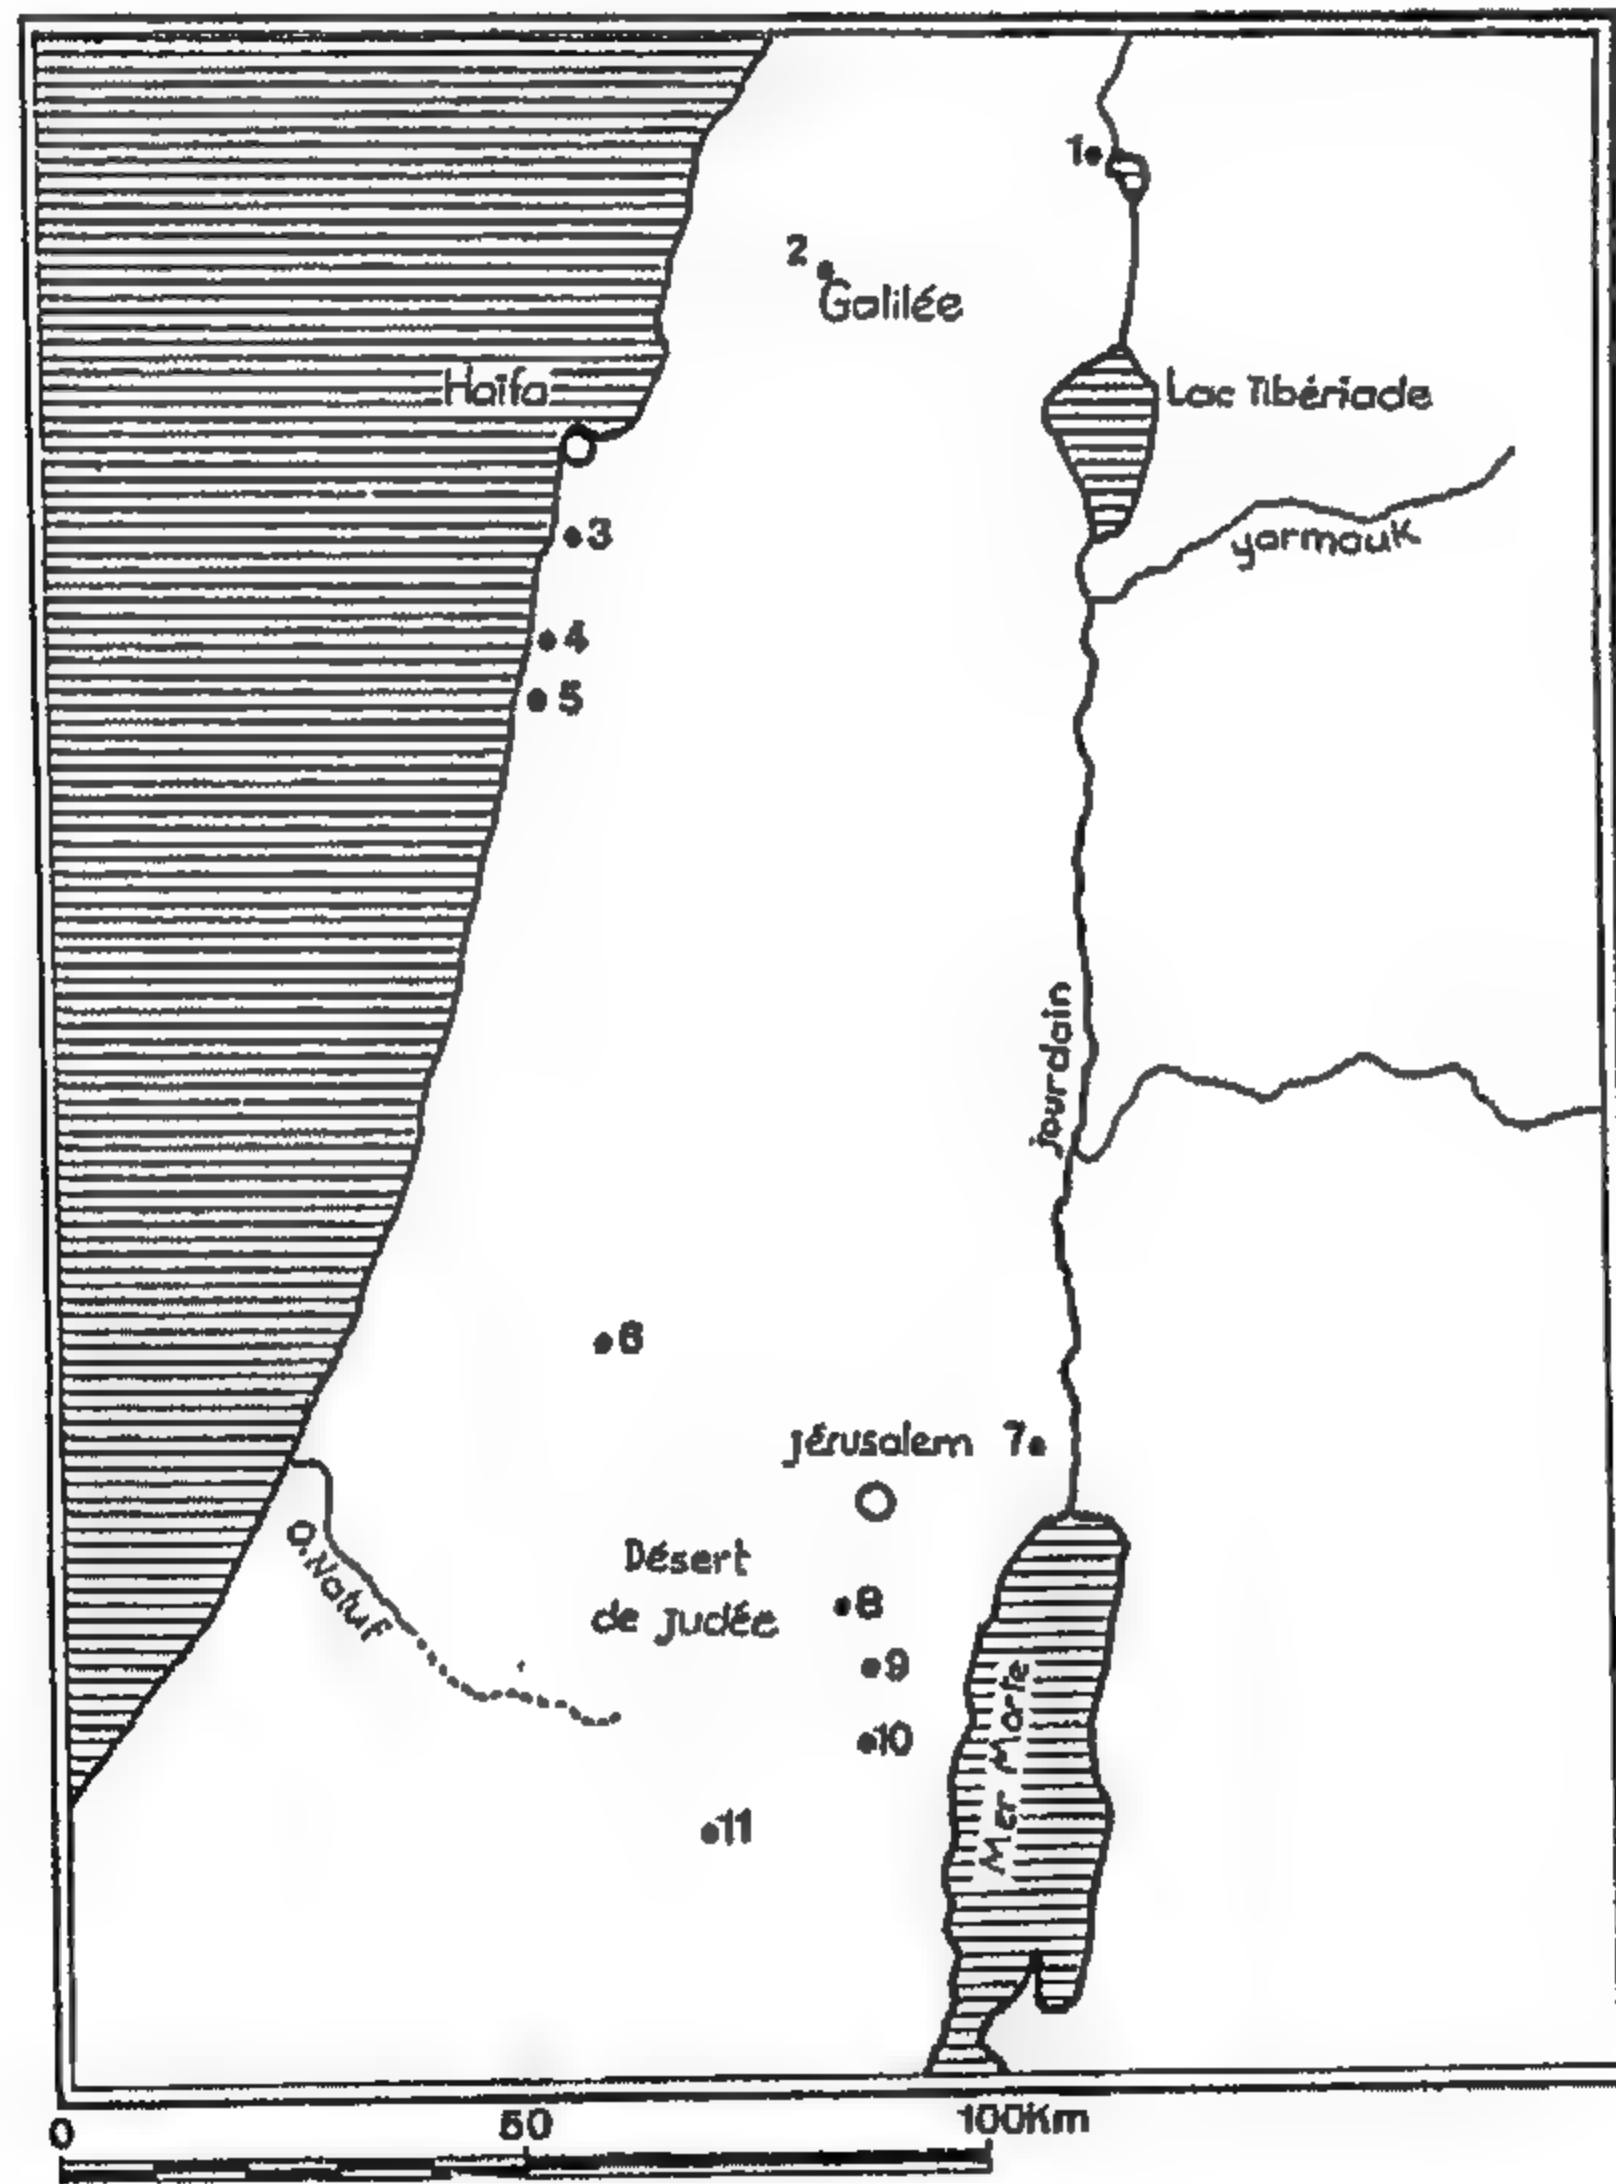 1
2
Galilée
Haïfa
Lac Tibériade
3
yarmouk
4
5
jourdain
6
jérusalem 7
O. Natuf
Désert
de judée
8
9
10
Mer Morte
11
0 50 100Km